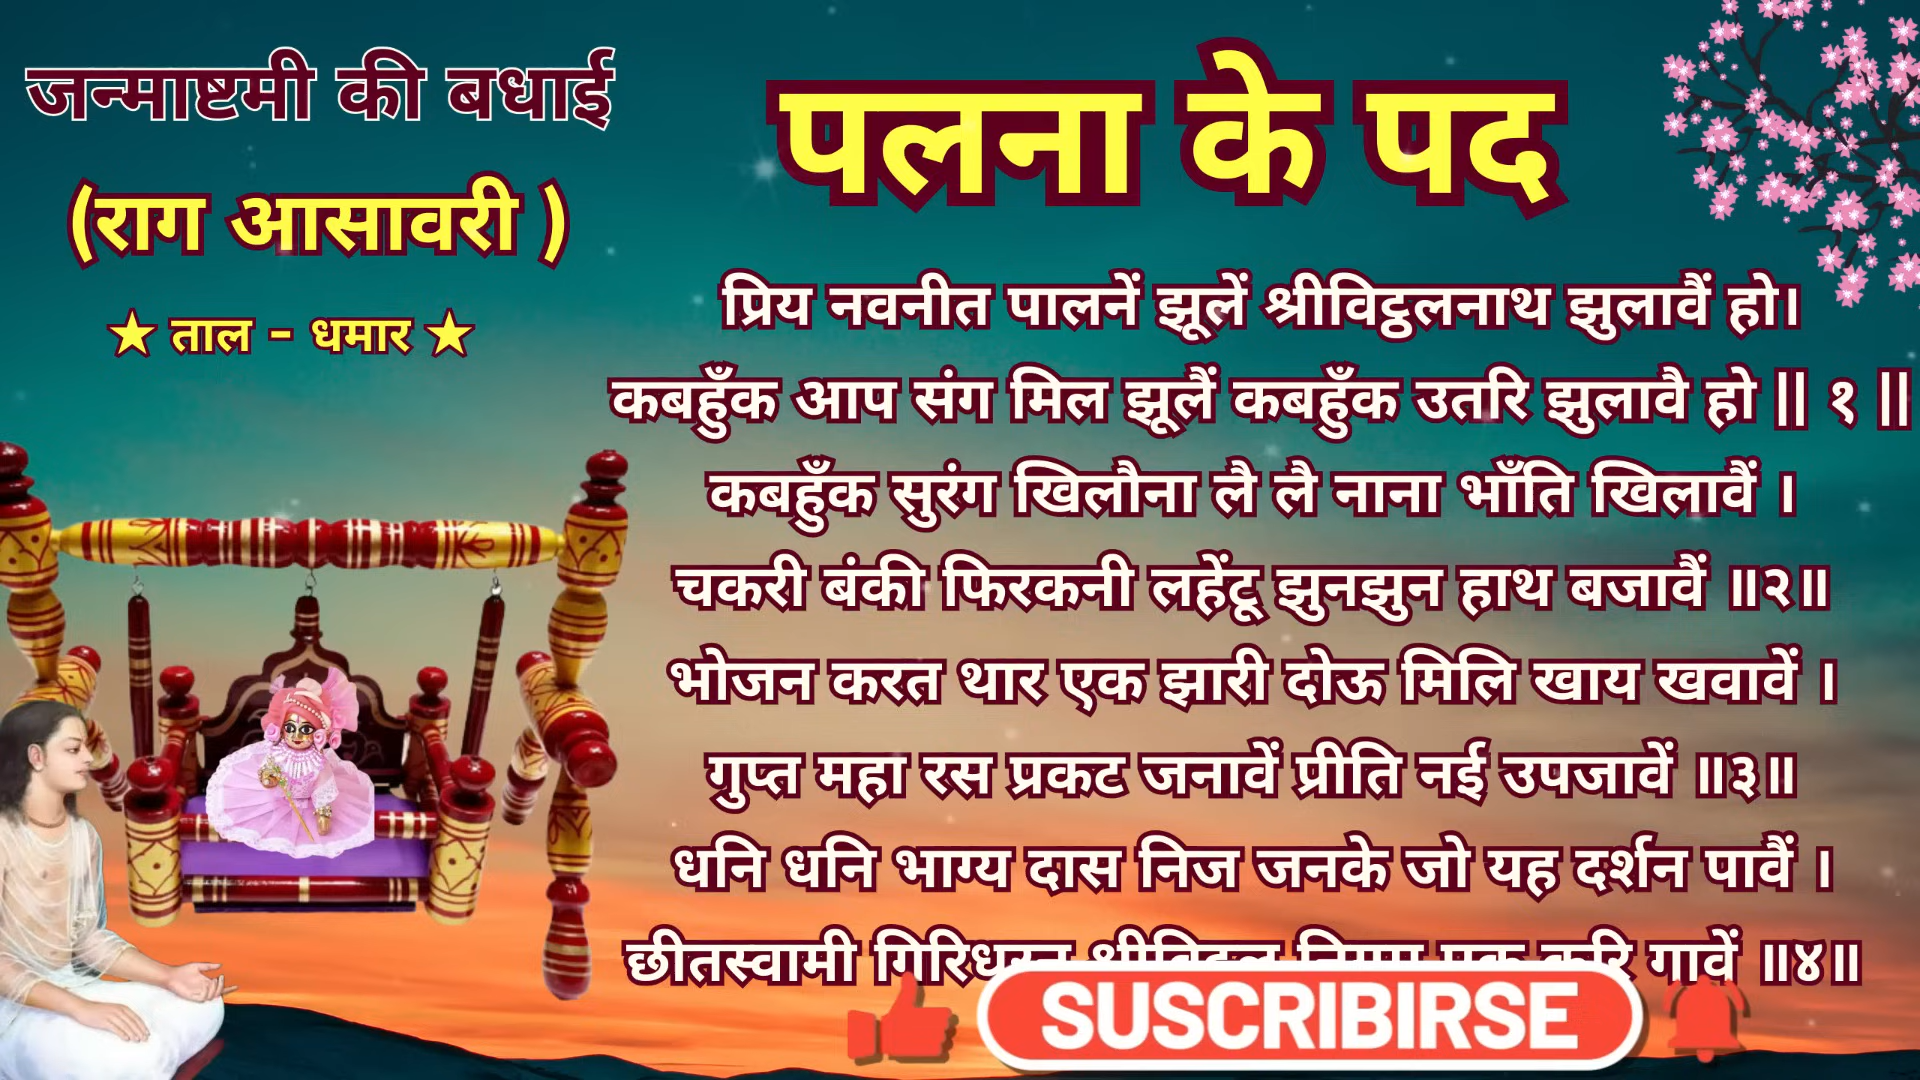 जन्माष्टमी की बधाई
(राग आसावरी )
★ ताल - धमार ★
पलना के पद
प्रिय नवनीत पालनें झूलें श्रीविट्ठलनाथ झुलावैं हो।
कबहुँक आप संग मिल झूलैं कबहुँक उतरि झुलावै हो || १ ||
कबहुँक सुरंग खिलौना लै लै नाना भाँति खिलावैं ।
चकरी बंकी फिरकनी लहेंटू झुनझुन हाथ बजावैं ॥२॥
भोजन करत थार एक झारी दोऊ मिलि खाय खवावें ।
गुप्त महा रस प्रकट जनावें प्रीति नई उपजावें ॥३॥
धनि धनि भाग्य दास निज जनके जो यह दर्शन पावैं ।
छीतस्वामी गावें ॥४॥
SUSCRIBIRSE